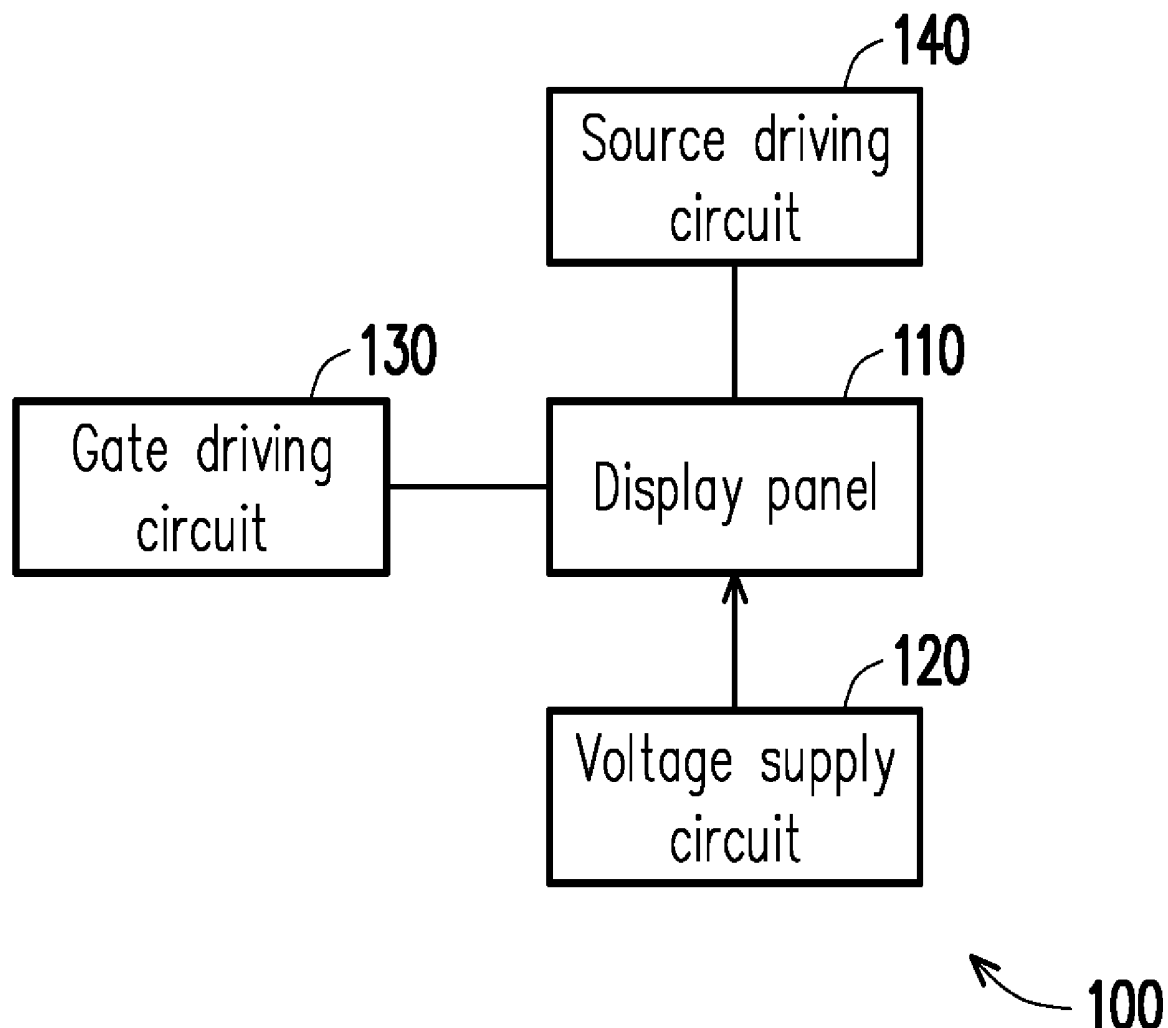 140
Source driving
circuit
130
110
Gate driving
circuit
Display panel
120
Voltage supply
circuit
100